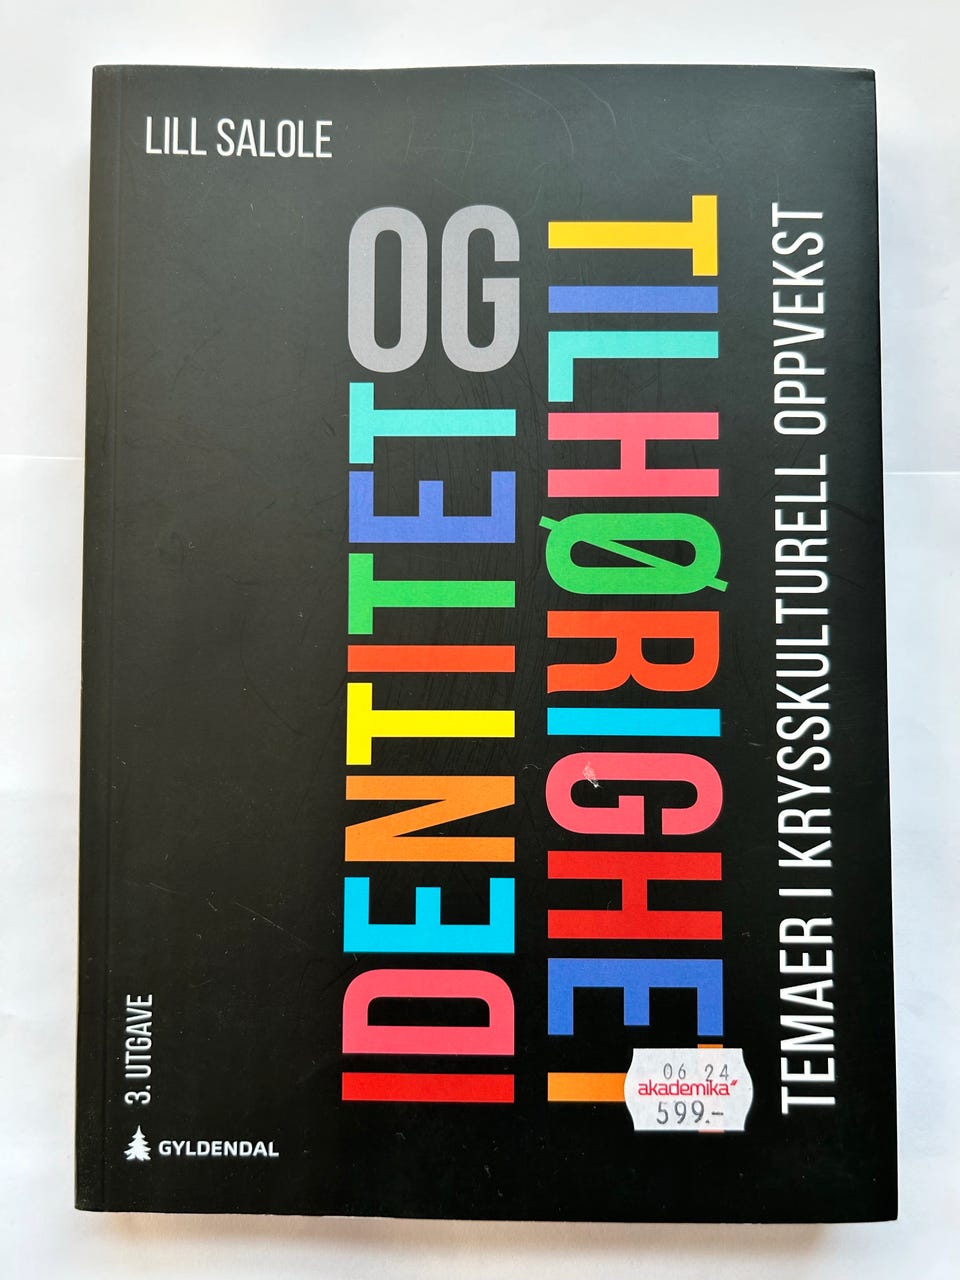 LILL SALOLE
IDENTITET
OG
TILHØRIGHET
TEMAER I KRYSSKULTURELL OPPVEKST
3. UTGAVE
GYLDENDAL
06 24
akademika
599.-